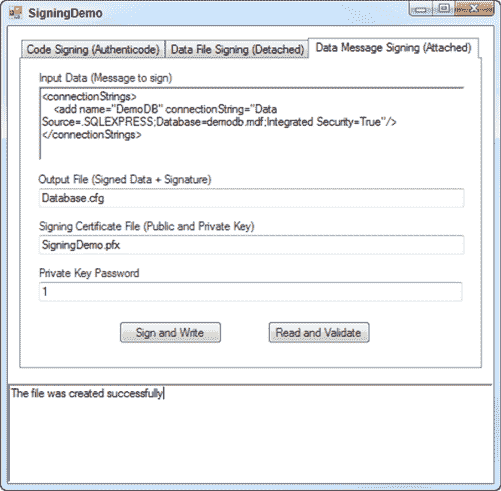 SigningDemo
Code Signing (Authenticode) Data File Signing (Detached) Data Message Signing (Attached)
Input Data (Message to sign)
<connectionStrings>
<add name="DemoDB" connectionString="Data
Source=.SQLEXPRESS;Database=demodb.mdf;Integrated Security=True"/>
</connectionStrings>
Output File (Signed Data + Signature)
Database.cfg
Signing Certificate File (Public and Private Key)
SigningDemo.pfx
Private Key Password
1
Sign and Write Read and Validate
The file was created successfully